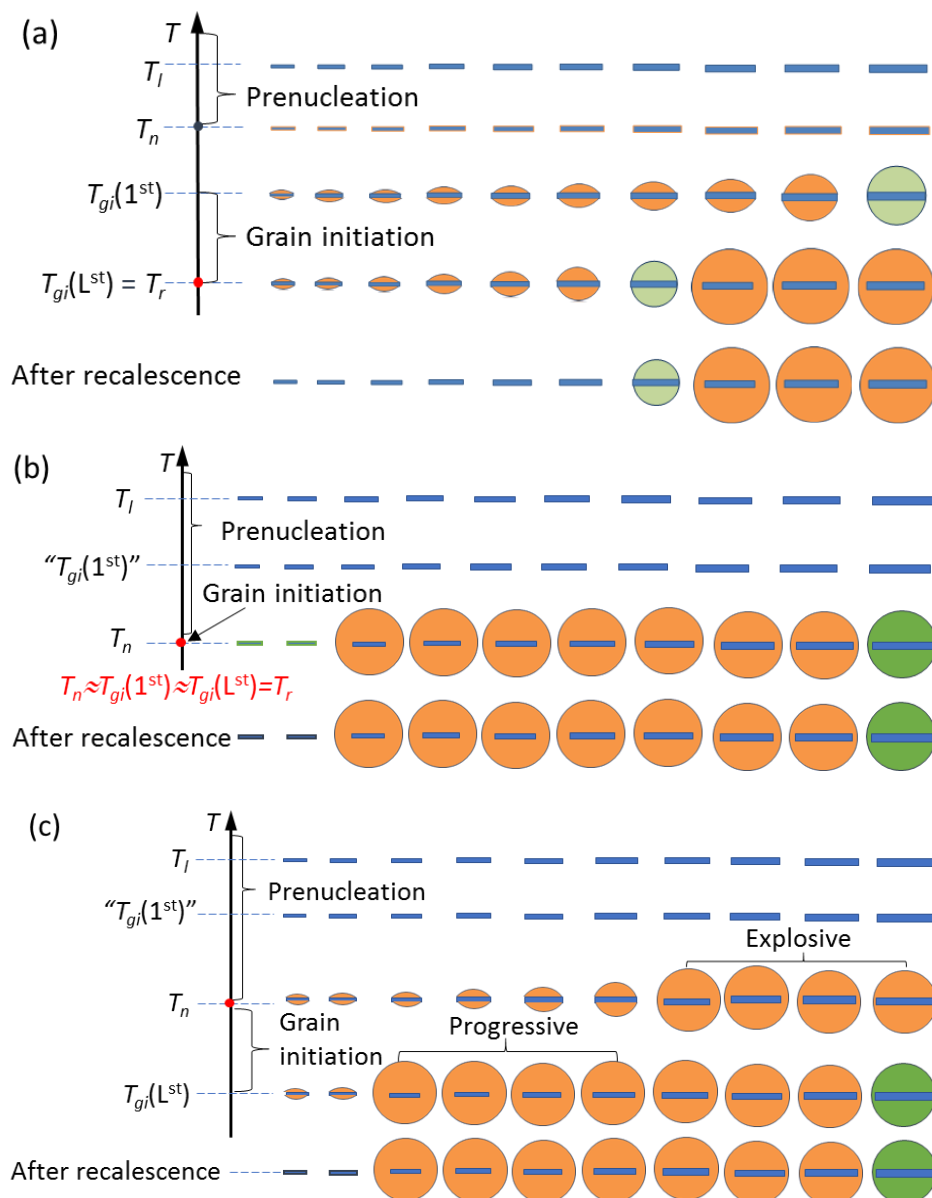 (a)
T
T_l
Prenucleation
T_n
T_gi(1^st)
Grain initiation
T_gi(L^st) = T_r
After recalescence
(b)
T
T_l
Prenucleation
“T_gi(1^st)”
Grain initiation
T_n
T_n≈T_gi(1^st)≈T_gi(L^st)=T_r
After recalescence
(c)
T
T_l
Prenucleation
“T_gi(1^st)”
Explosive
T_n
Grain
initiation
Progressive
T_gi(L^st)
After recalescence